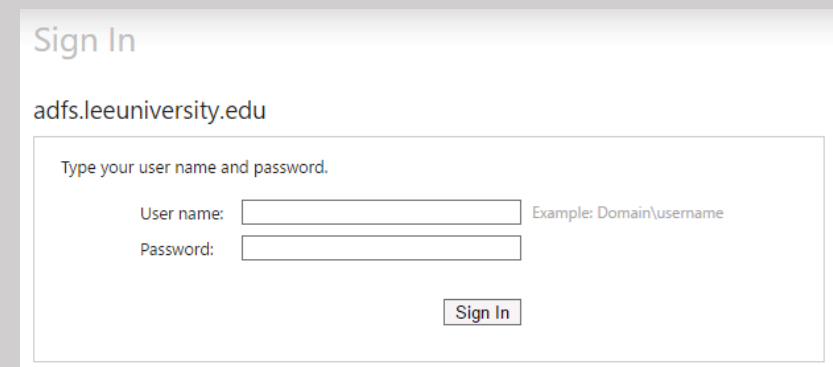 Sign In
adfs.leeuniversity.edu
Type your user name and password.
User name: Example: Domain\username
Password:
Sign In